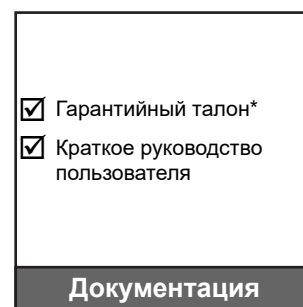 Гарантийный талон*
Краткое руководство
пользователя
Документация